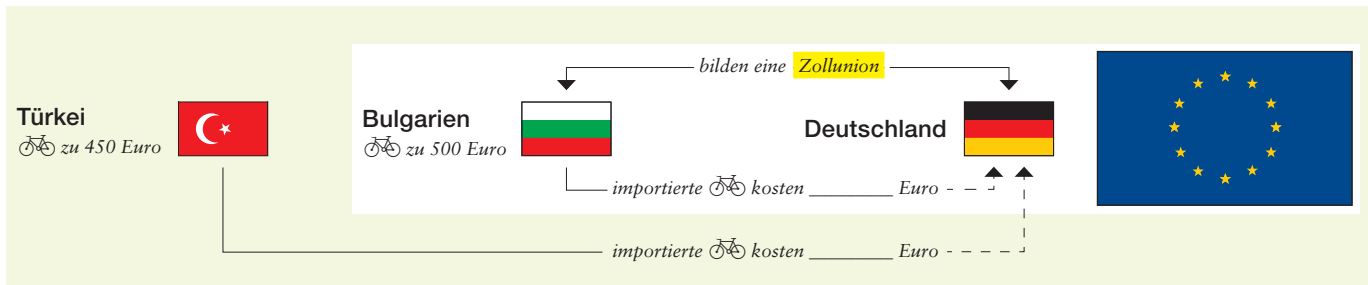 bilden eine Zollunion
Türkei
zu 450 Euro
Bulgarien
zu 500 Euro
Deutschland
importierte kosten ________ Euro
importierte kosten ________ Euro